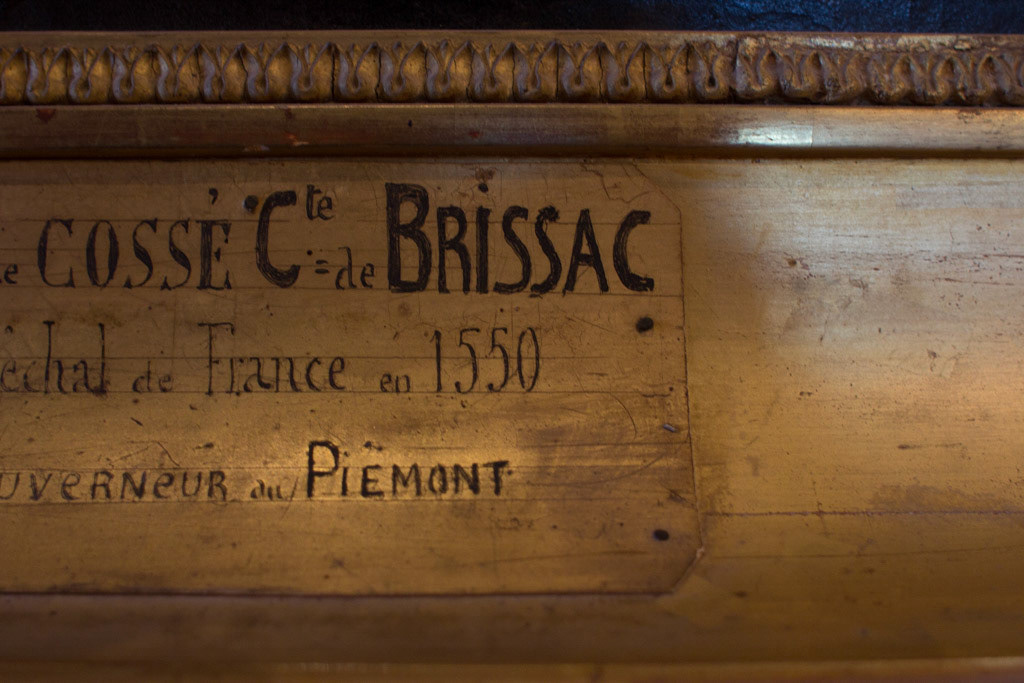 e COSSÉ Cte = de BRISSAC
échal de France en 1550
UVERNEUR du PIÉMONT